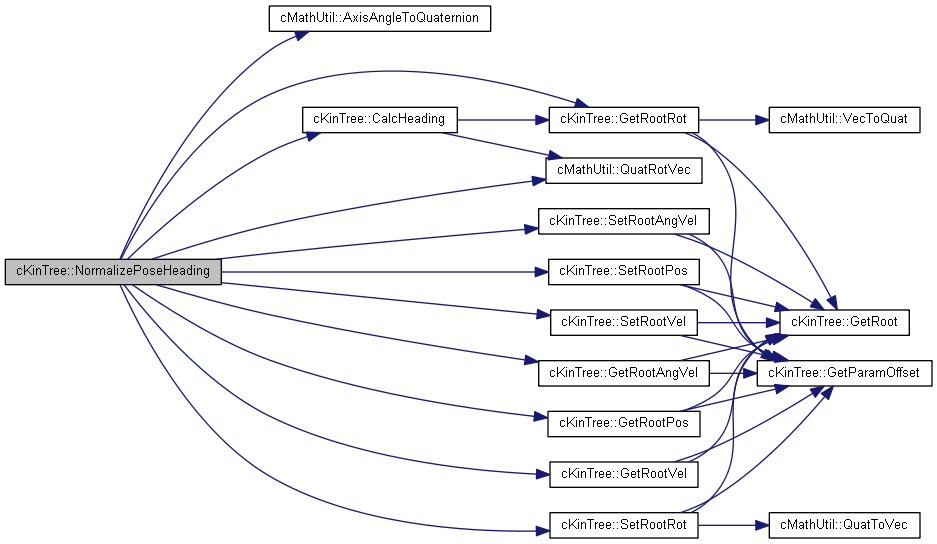 cMathUtil::AxisAngleToQuaternion
cKinTree::CalcHeading
cKinTree::GetRootRot
cMathUtil::VecToQuat
cMathUtil::QuatRotVec
cKinTree::SetRootAngVel
cKinTree::NormalizePoseHeading
cKinTree::SetRootPos
cKinTree::SetRootVel
cKinTree::GetRoot
cKinTree::GetRootAngVel
cKinTree::GetParamOffset
cKinTree::GetRootPos
cKinTree::GetRootVel
cKinTree::SetRootRot
cMathUtil::QuatToVec